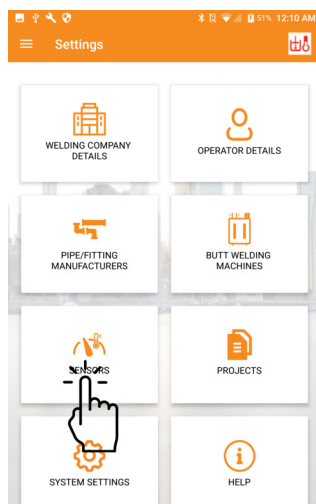 51% 12:10 AM
Settings
WELDING COMPANY
DETAILS
OPERATOR DETAILS
PIPE/FITTING
MANUFACTURERS
BUTT WELDING
MACHINES
SENSORS
PROJECTS
SYSTEM SETTINGS
HELP